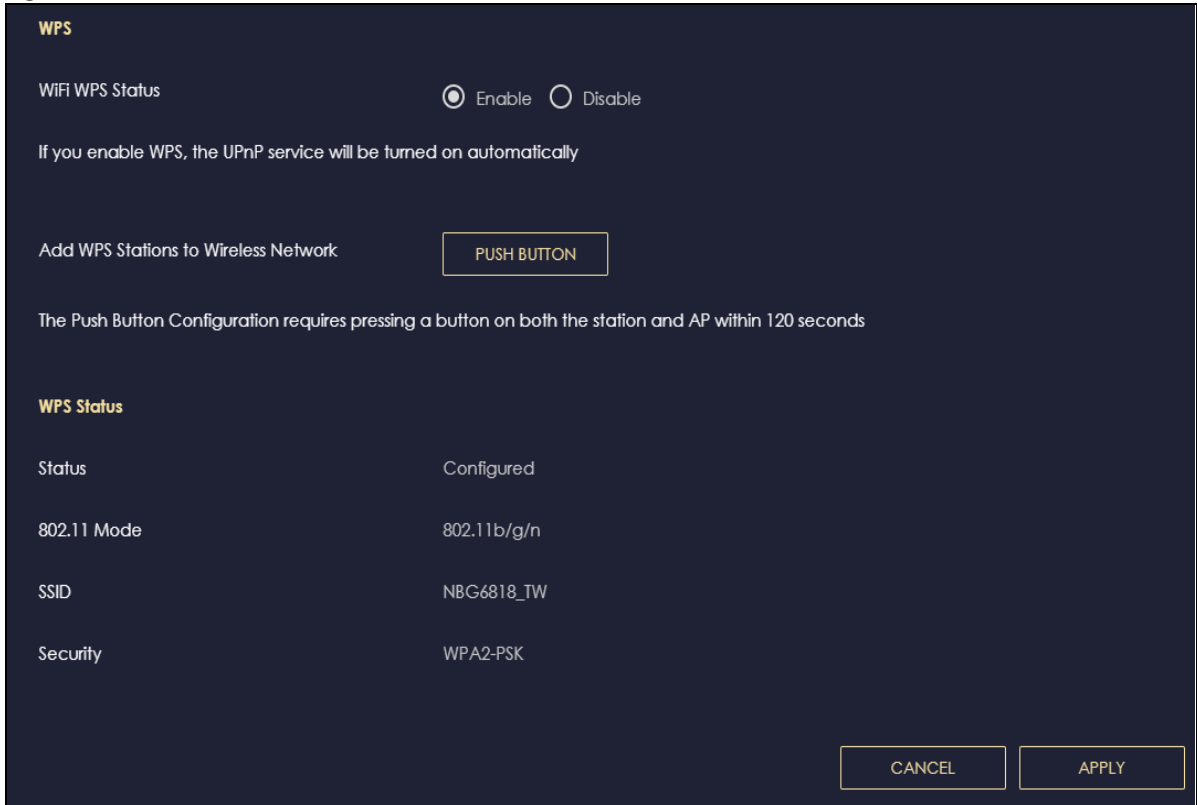 WPS
WiFi WPS Status
Enable Disable
If you enable WPS, the UPnP service will be turned on automatically
Add WPS Stations to Wireless Network
PUSH BUTTON
The Push Button Configuration requires pressing a button on both the station and AP within 120 seconds
WPS Status
Status Configured
802.11 Mode 802.11b/g/n
SSID NBG6818_TW
Security WPA2-PSK
CANCEL APPLY